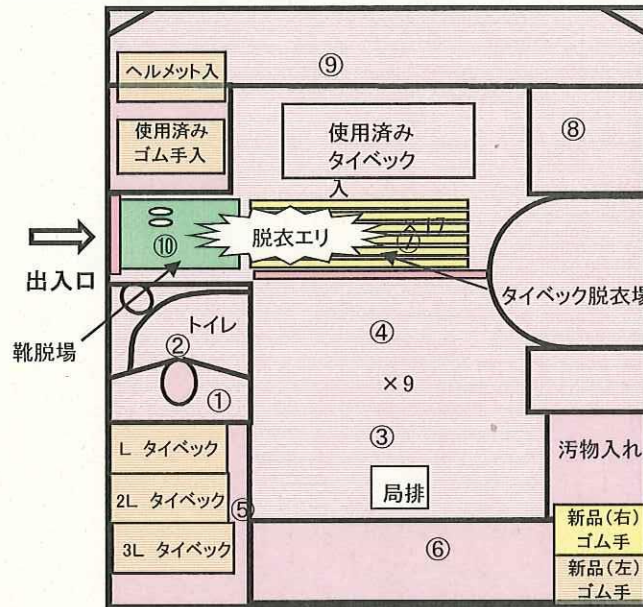 ⑨
ヘルメット入
使用済み
ゴム手入
使用済み
タイベック
入
⑧
×17
⑦
脱衣エリ
⑩
出入口
タイベック脱衣場
靴脱場
トイレ
②
①
④
×9
③
局排
L タイベック
2L タイベック
3L タイベック
⑤
⑥
汚物入れ
新品(右)
ゴム手
新品(左)
ゴム手